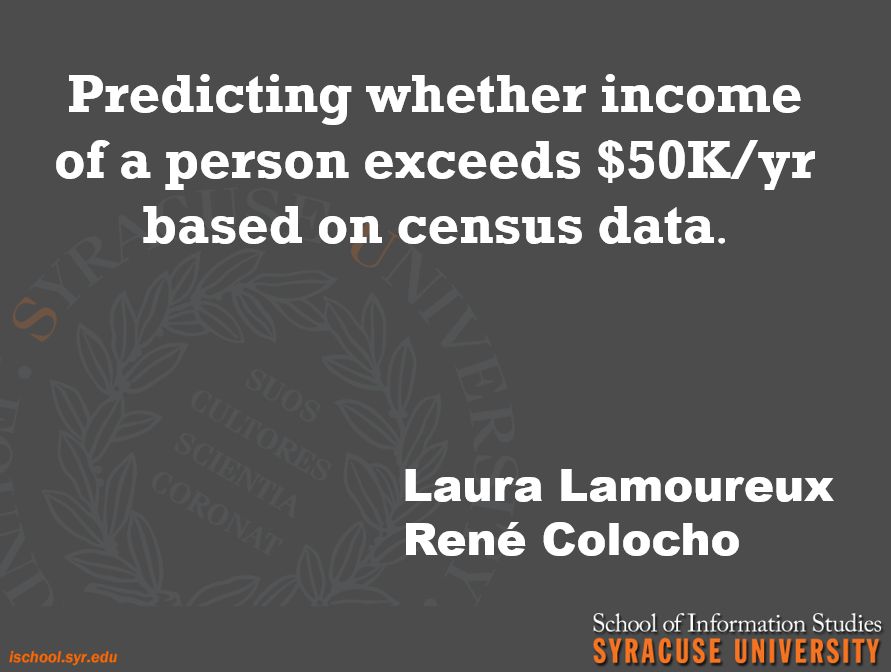 Predicting whether income
of a person exceeds $50K/yr
based on census data.
SYRACUSE UNIVERSITY
SUOS
CULTORES
SCIENTIA
CORONAT
Laura Lamoureux
René Colocho
School of Information Studies
SYRACUSE UNIVERSITY
ischool.syr.edu